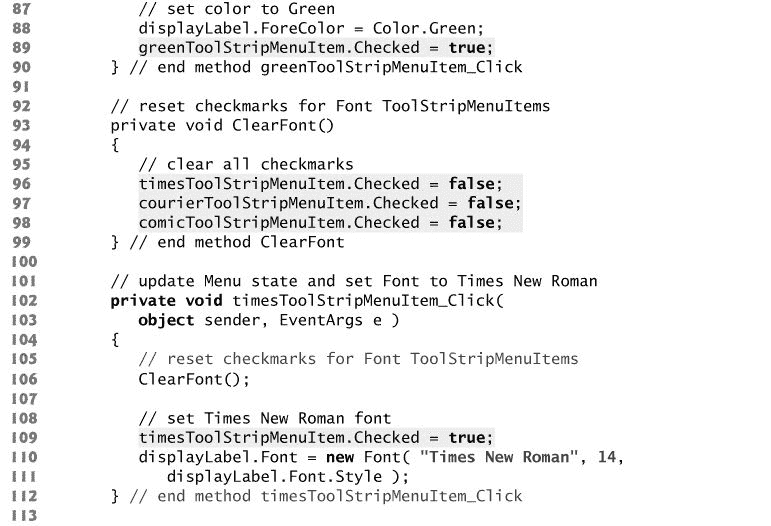 87 // set color to Green
88 displayLabel.ForeColor = Color.Green;
89 greenToolStripMenuItem.Checked = true;
90 } // end method greenToolStripMenuItem_Click
91
92 // reset checkmarks for Font ToolStripMenuItems
93 private void ClearFont()
94 {
95 // clear all checkmarks
96 timesToolStripMenuItem.Checked = false;
97 courierToolStripMenuItem.Checked = false;
98 comicToolStripMenuItem.Checked = false;
99 } // end method ClearFont
100
101 // update Menu state and set Font to Times New Roman
102 private void timesToolStripMenuItem_Click(
103 object sender, EventArgs e )
104 {
105 // reset checkmarks for Font ToolStripMenuItems
106 ClearFont();
107
108 // set Times New Roman font
109 timesToolStripMenuItem.Checked = true;
110 displayLabel.Font = new Font( "Times New Roman", 14,
111 displayLabel.Font.Style );
112 } // end method timesToolStripMenuItem_Click
113